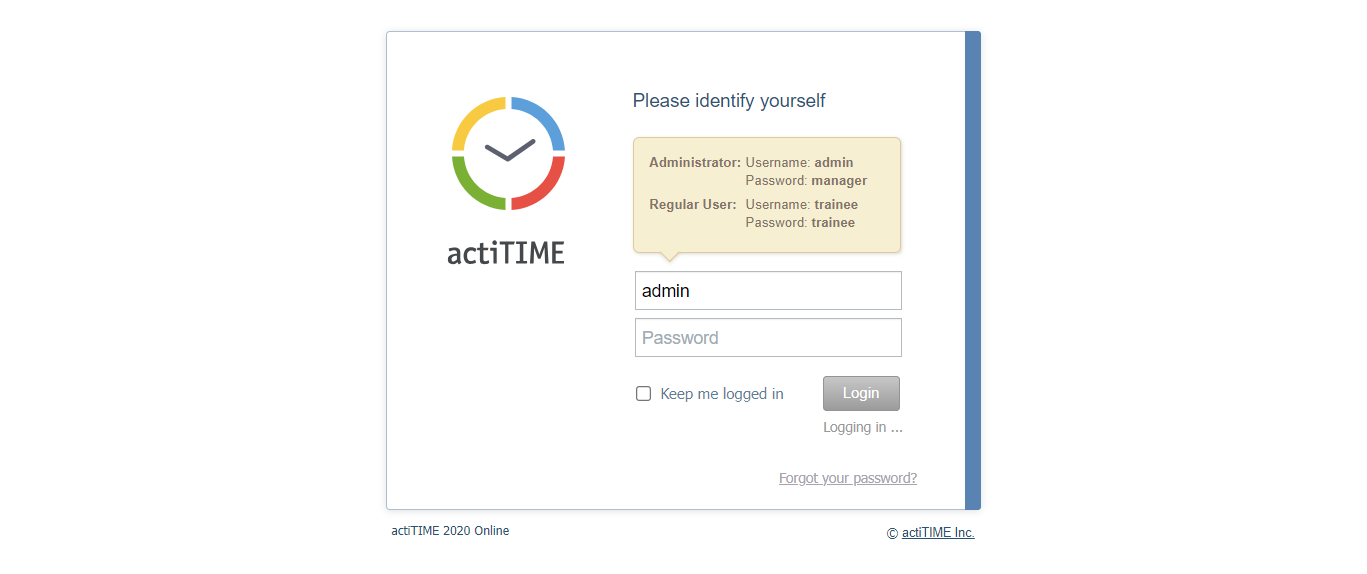 Please identify yourself
Administrator: Username: admin
Password: manager
Regular User: Username: trainee
Password: trainee
actiTIME
admin
Password
Keep me logged in
Login
Logging in ...
Forgot your password?
actiTIME 2020 Online
© actiTIME Inc.